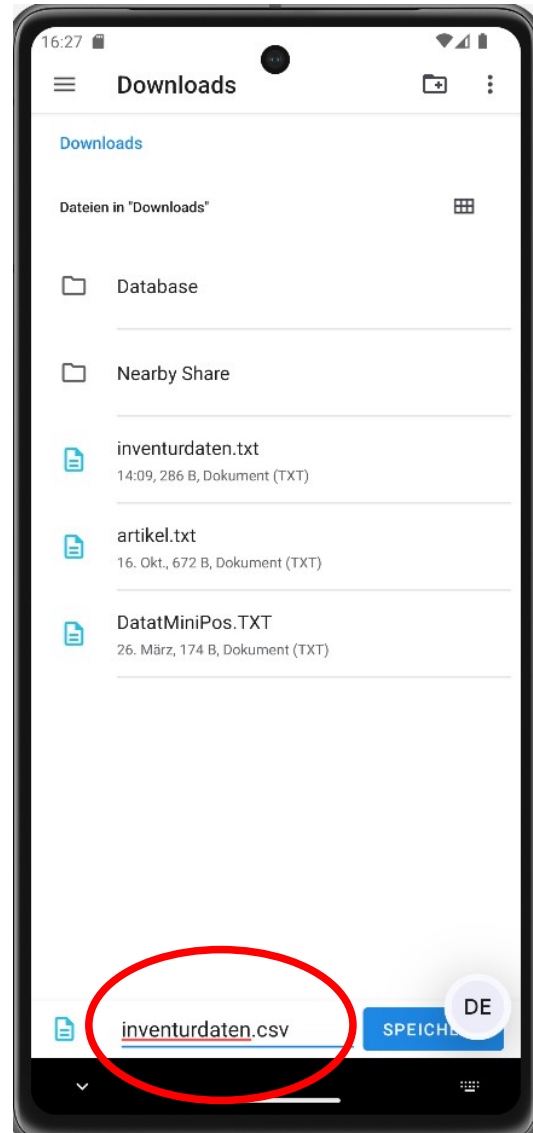 16:27
Downloads
Downloads
Dateien in "Downloads"
Database
Nearby Share
inventurdaten.txt
14:09, 286 B, Dokument (TXT)
artikel.txt
16. Okt., 672 B, Dokument (TXT)
DatatMiniPos.TXT
26. März, 174 B, Dokument (TXT)
DE
inventurdaten.csv